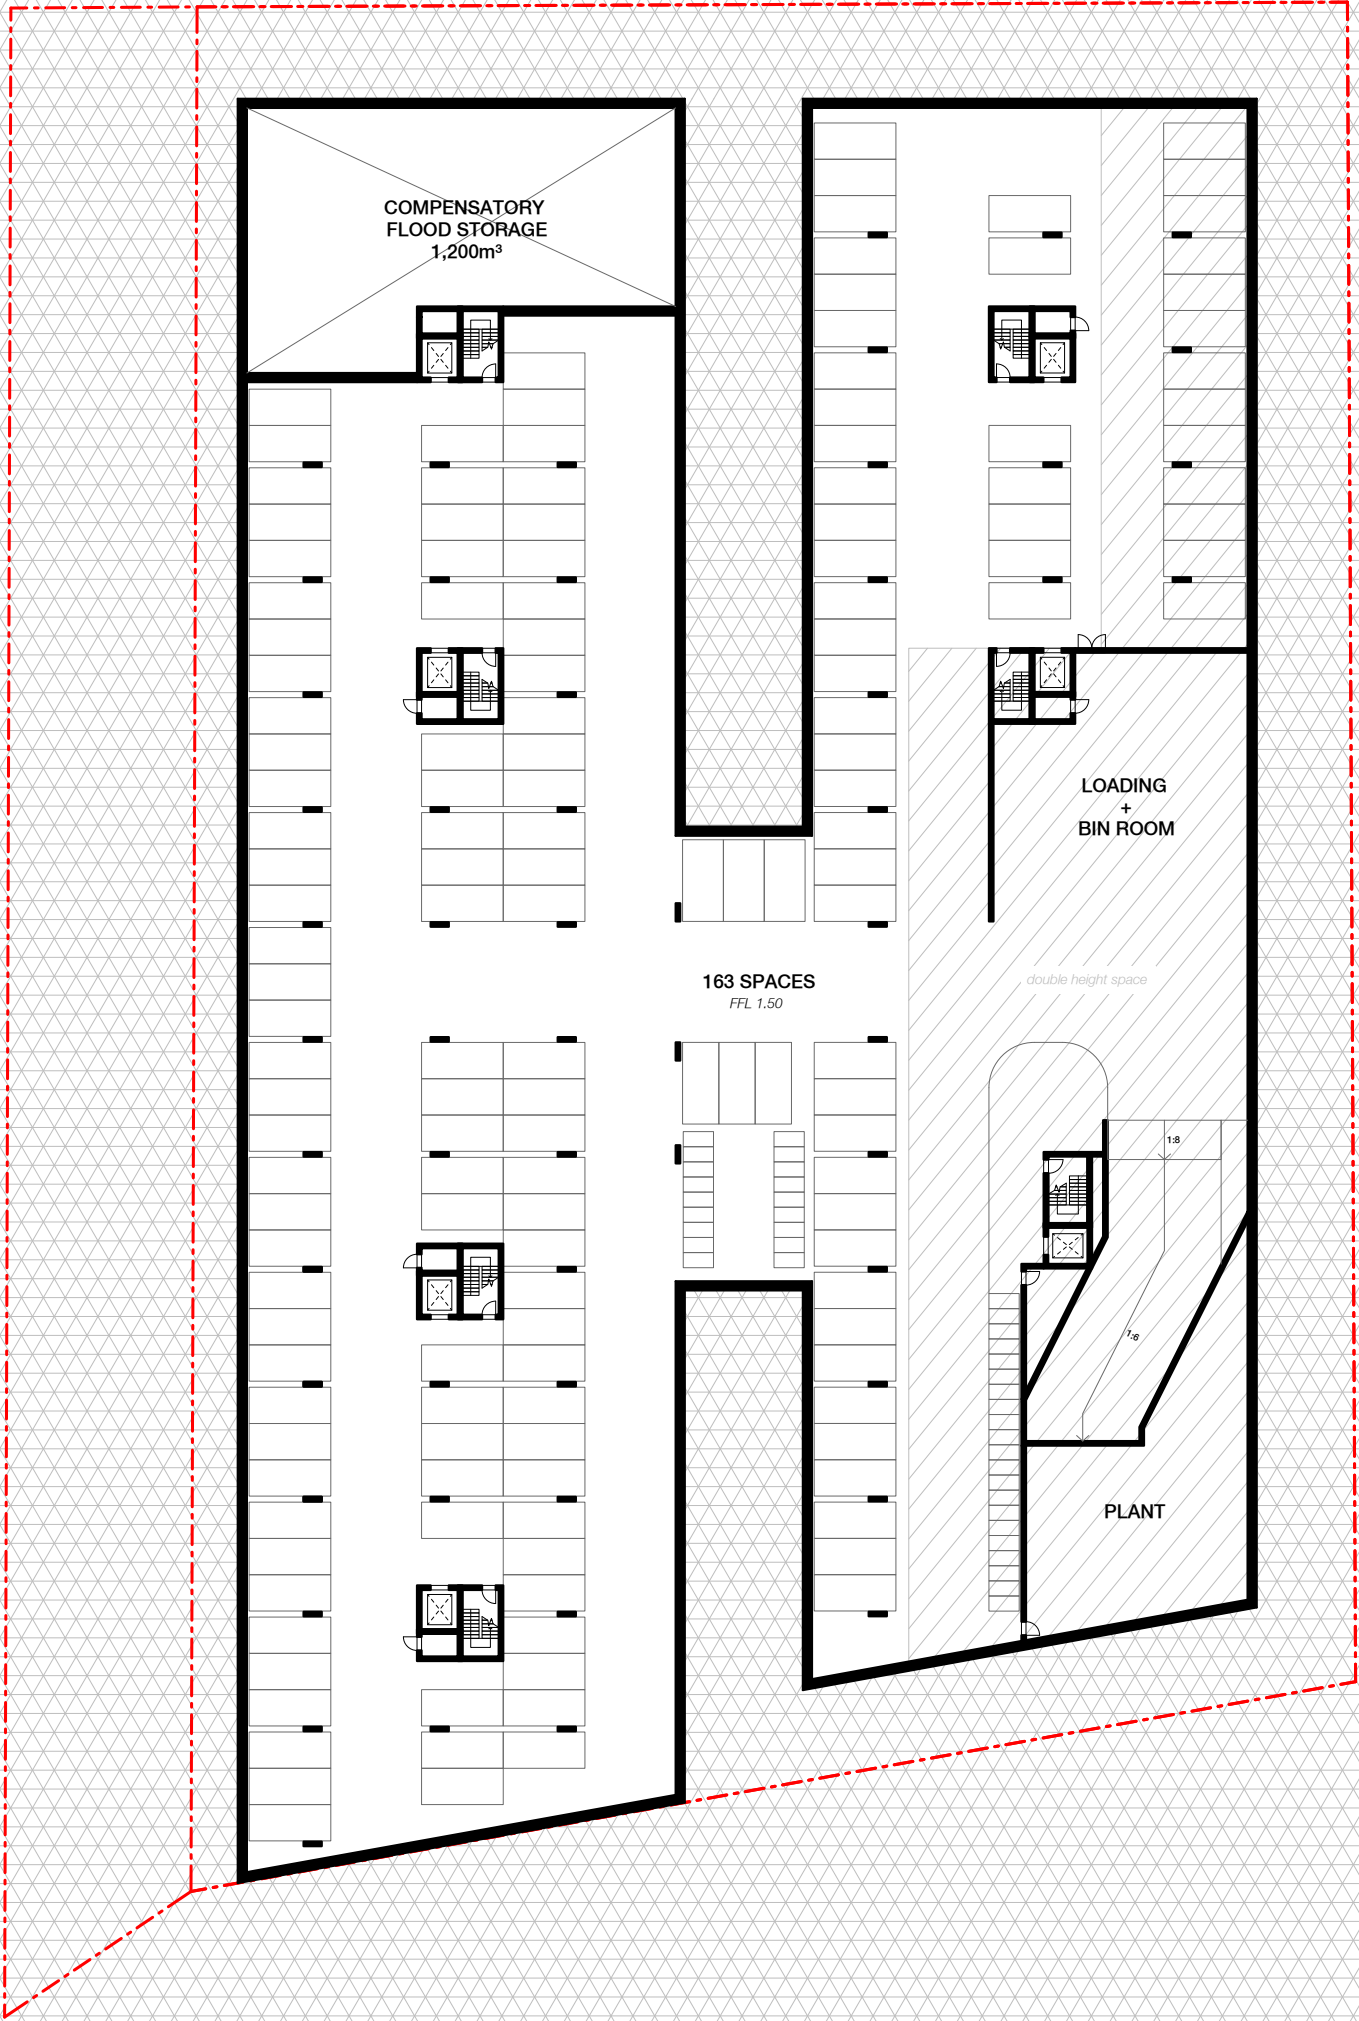 COMPENSATORY
FLOOD STORAGE
1,200m³
LOADING
+
BIN ROOM
163 SPACES
FFL 1.50
double height space
1:8
1:6
PLANT